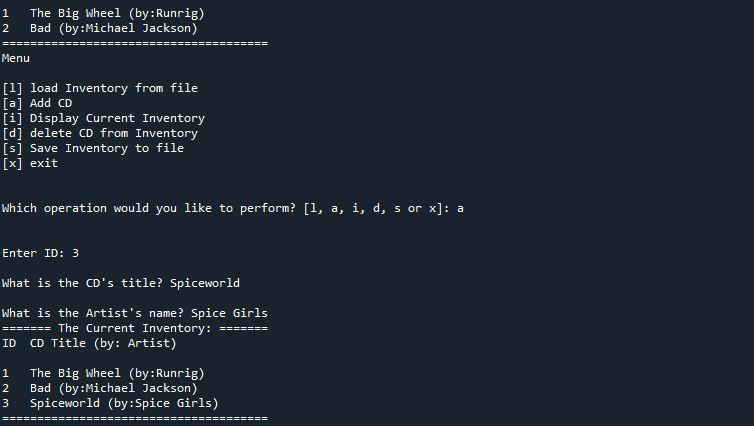 1   The Big Wheel (by:Runrig)
2   Bad (by:Michael Jackson)
======================================
Menu
[l] load Inventory from file
[a] Add CD
[i] Display Current Inventory
[d] delete CD from Inventory
[s] Save Inventory to file
[x] exit
Which operation would you like to perform? [l, a, i, d, s or x]: a
Enter ID: 3
What is the CD's title? Spiceworld
What is the Artist's name? Spice Girls
======= The Current Inventory: =======
ID  CD Title (by: Artist)
1   The Big Wheel (by:Runrig)
2   Bad (by:Michael Jackson)
3   Spiceworld (by:Spice Girls)
======================================